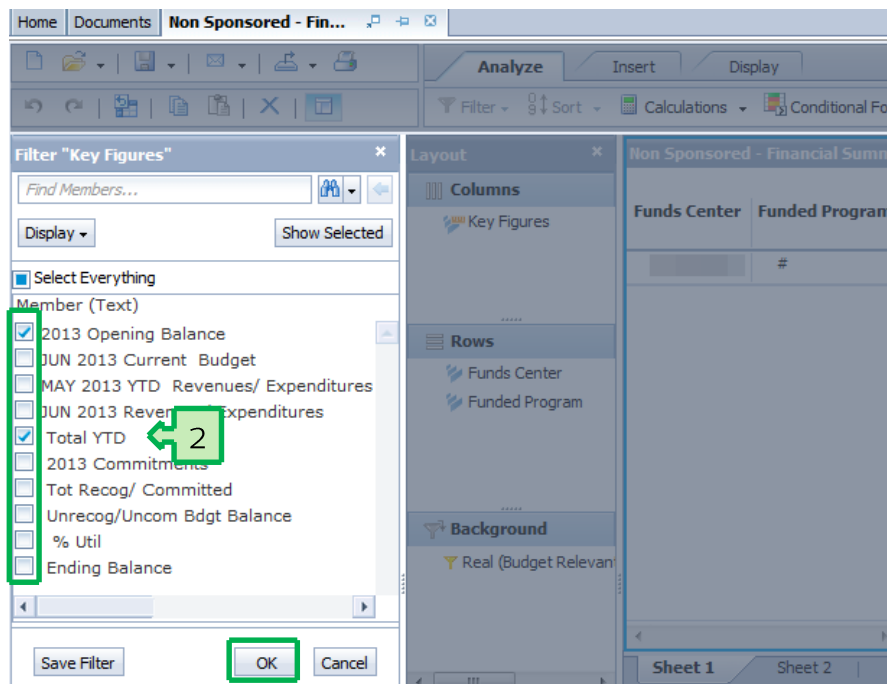 Home Documents Non Sponsored - Fin...
Analyze Insert Display
Filter Sort Calculations Conditional Fo
Filter "Key Figures"
Find Members...
Display Show Selected
Select Everything
Member (Text)
2013 Opening Balance
JUN 2013 Current Budget
MAY 2013 YTD Revenues/ Expenditures
JUN 2013 Reven Expenditures
Total YTD
2
2013 Commitments
Tot Recog/ Committed
Unrecog/Uncom Bdgt Balance
% Util
Ending Balance
Save Filter OK Cancel
Layout
Columns
Key Figures
Rows
Funds Center
Funded Program
Background
Real (Budget Relevan
Non Sponsored - Financial Summ
Funds Center Funded Program
#
Sheet 1 Sheet 2